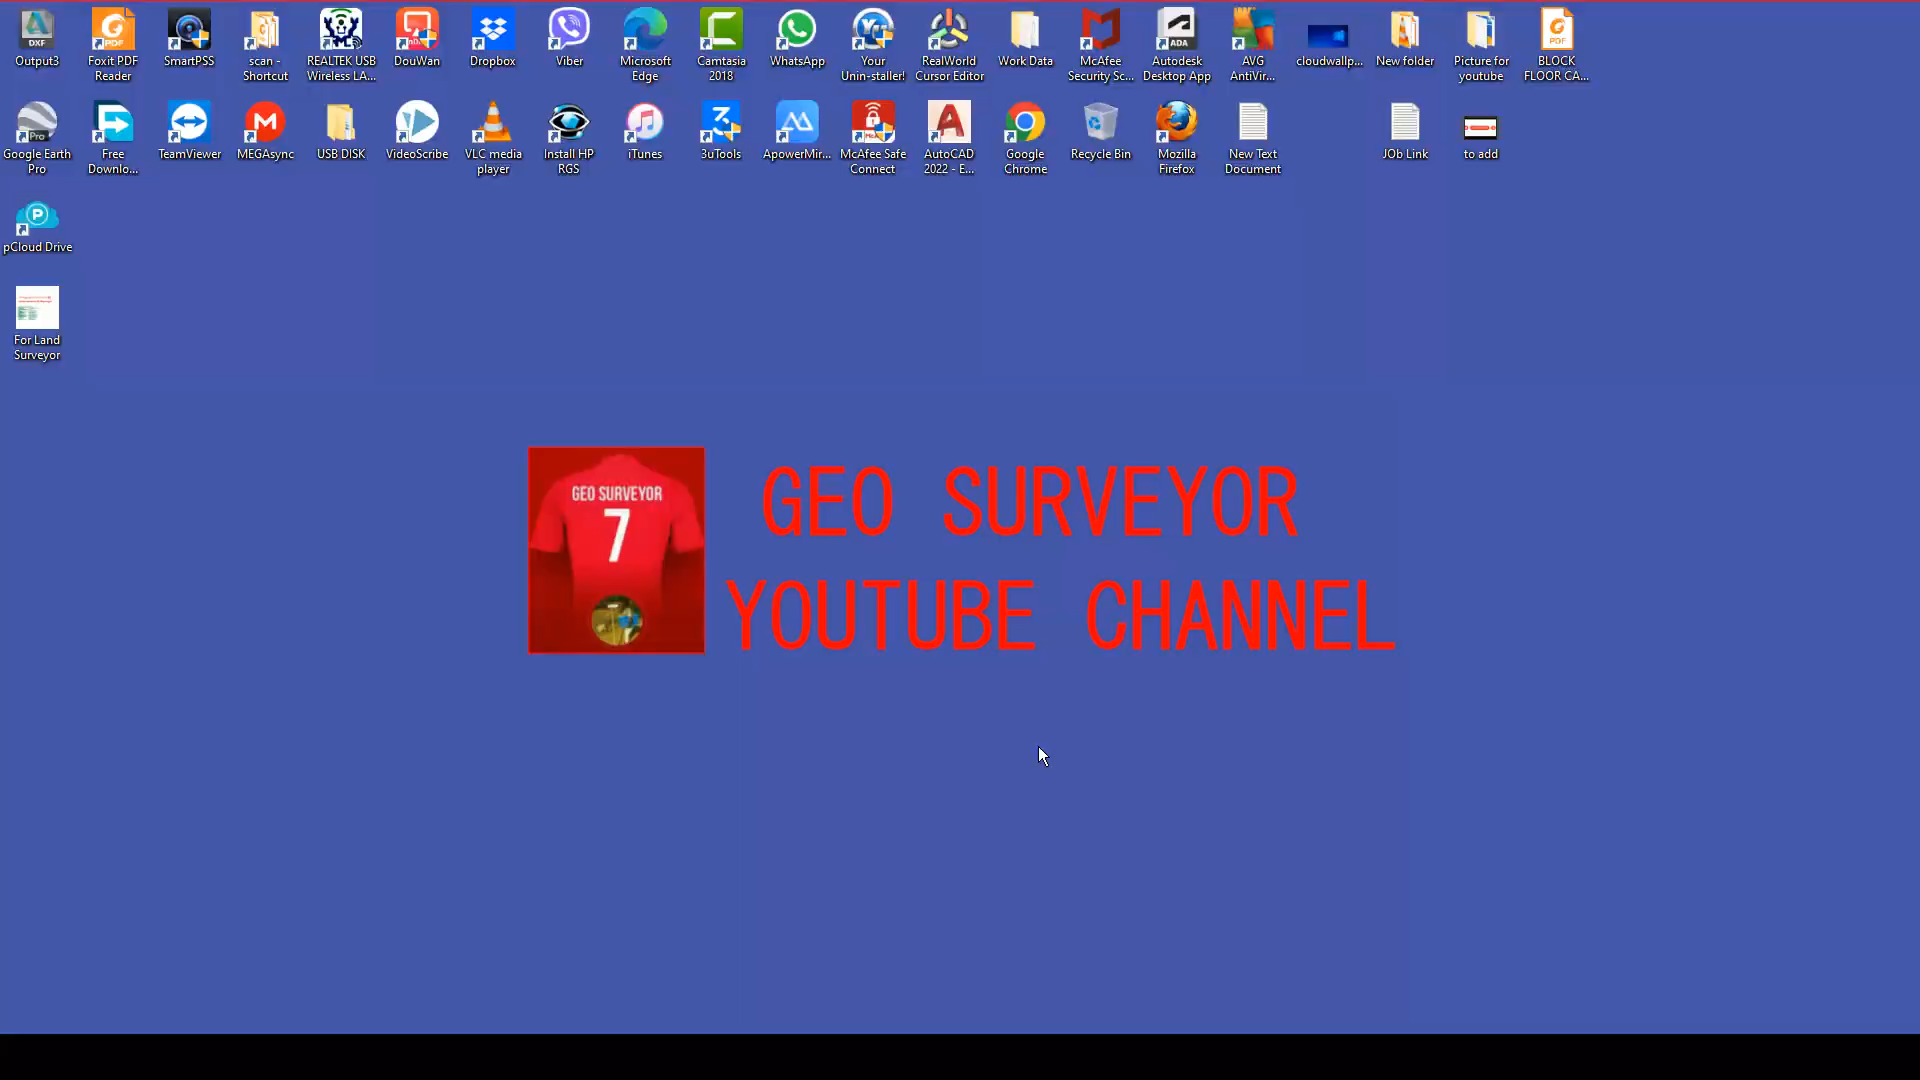 Output3
Foxit PDF
Reader
SmartPSS
scan -
Shortcut
REALTEK USB
Wireless LA...
DouWan
Dropbox
Viber
Microsoft
Edge
Camtasia
2018
WhatsApp
Your
Unin-staller!
RealWorld
Cursor Editor
Work Data
McAfee
Security Sc...
Autodesk
Desktop App
AVG
AntiVir...
cloudwallp...
New folder
Picture for
youtube
BLOCK
FLOOR CA...
Google Earth
Pro
Free
Downlo...
TeamViewer
MEGAsync
USB DISK
VideoScribe
VLC media
player
Install HP
RGS
iTunes
3uTools
ApowerMir...
McAfee Safe
Connect
AutoCAD
2022 - E...
Google
Chrome
Recycle Bin
Mozilla
Firefox
New Text
Document
JOb Link
to add
pCloud Drive
For Land
Surveyor
GEO SURVEYOR
7
GEO SURVEYOR
YOUTUBE CHANNEL